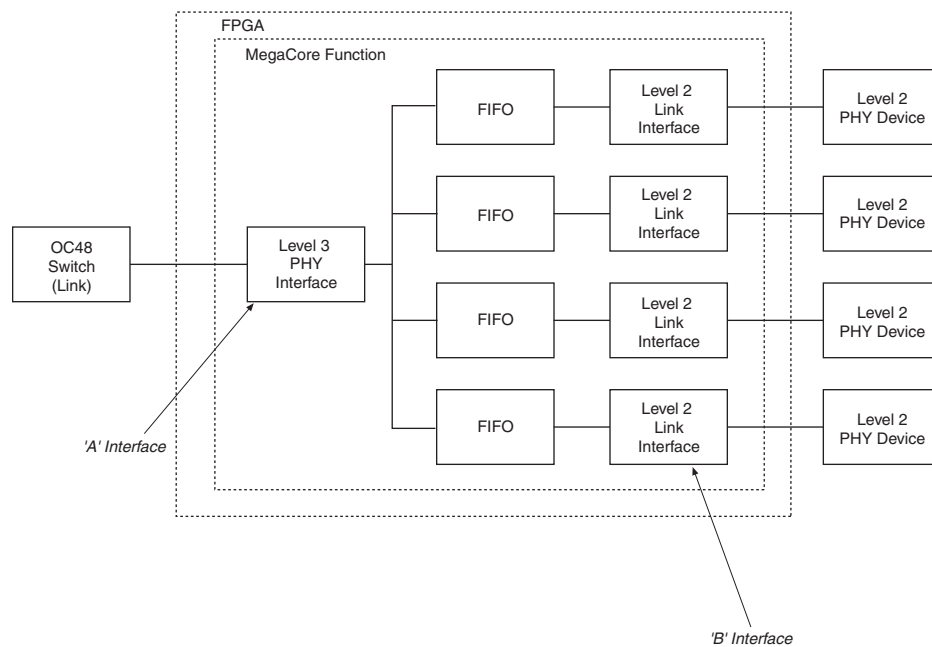 FPGA
MegaCore Function
FIFO
Level 2
Link
Interface
Level 2
PHY Device
FIFO
Level 2
Link
Interface
Level 2
PHY Device
OC48
Switch
(Link)
Level 3
PHY
Interface
FIFO
Level 2
Link
Interface
Level 2
PHY Device
FIFO
Level 2
Link
Interface
Level 2
PHY Device
'A' Interface
'B' Interface